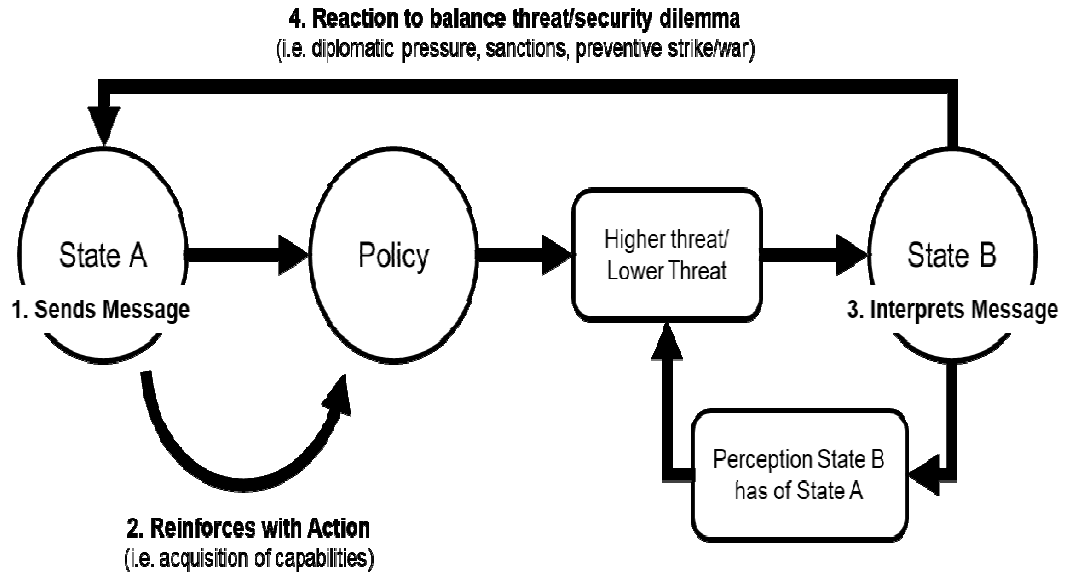 4. Reaction to balance threat/security dilemma
(i.e. diplomatic pressure, sanctions, preventive strike/war)
State A
1. Sends Message
Policy
Higher threat/
Lower Threat
State B
3. Interprets Message
Perception State B
has of State A
2. Reinforces with Action
(i.e. acquisition of capabilities)